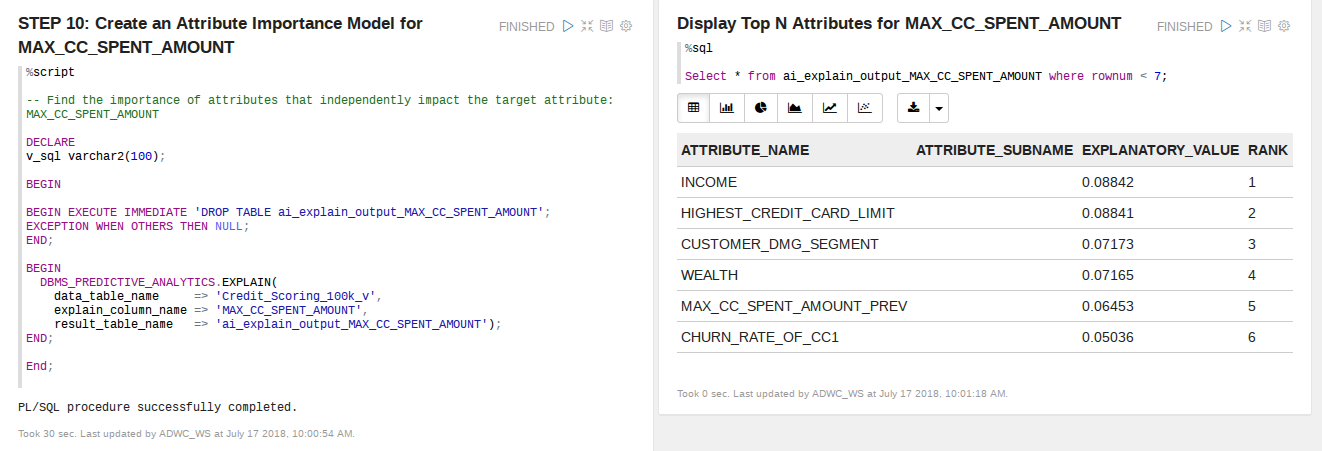 STEP 10: Create an Attribute Importance Model for
MAX_CC_SPENT_AMOUNT
FINISHED
%script
-- Find the importance of attributes that independently impact the target attribute:
MAX_CC_SPENT_AMOUNT
DECLARE
v_sql varchar2(100);
BEGIN
BEGIN EXECUTE IMMEDIATE 'DROP TABLE ai_explain_output_MAX_CC_SPENT_AMOUNT';
EXCEPTION WHEN OTHERS THEN NULL;
END;
BEGIN
DBMS_PREDICTIVE_ANALYTICS.EXPLAIN(
data_table_name => 'Credit_Scoring_100k_v',
explain_column_name => 'MAX_CC_SPENT_AMOUNT',
result_table_name => 'ai_explain_output_MAX_CC_SPENT_AMOUNT');
END;
End;
PL/SQL procedure successfully completed.
Took 30 sec. Last updated by ADWC_WS at July 17 2018, 10:00:54 AM.
Display Top N Attributes for MAX_CC_SPENT_AMOUNT
FINISHED
%sql
Select * from ai_explain_output_MAX_CC_SPENT_AMOUNT where rownum < 7;
ATTRIBUTE_NAME ATTRIBUTE_SUBNAME EXPLANATORY_VALUE RANK
INCOME 0.08842 1
HIGHEST_CREDIT_CARD_LIMIT 0.08841 2
CUSTOMER_DMG_SEGMENT 0.07173 3
WEALTH 0.07165 4
MAX_CC_SPENT_AMOUNT_PREV 0.06453 5
CHURN_RATE_OF_CC1 0.05036 6
Took 0 sec. Last updated by ADWC_WS at July 17 2018, 10:01:18 AM.